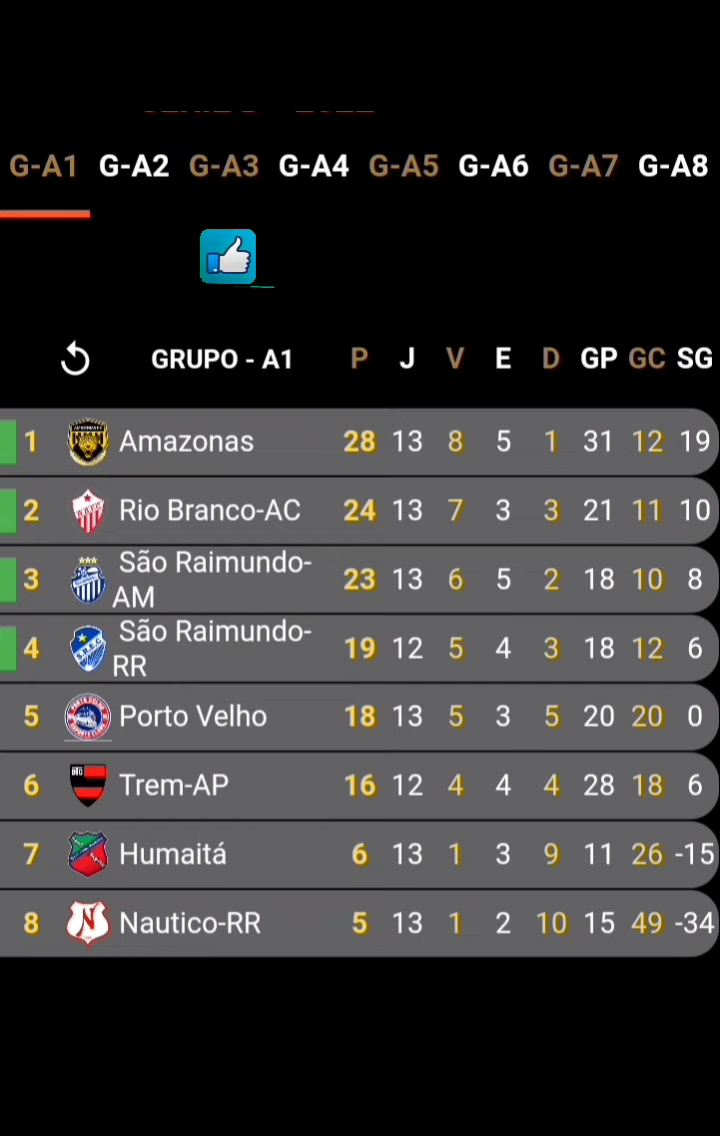 G-A1 G-A2 G-A3 G-A4 G-A5 G-A6 G-A7 G-A8
GRUPO - A1 P J V E D GP GC SG
1 Amazonas 28 13 8 5 1 31 12 19
2 Rio Branco-AC 24 13 7 3 3 21 11 10
3 São Raimundo-AM 23 13 6 5 2 18 10 8
4 São Raimundo-RR 19 12 5 4 3 18 12 6
5 Porto Velho 18 13 5 3 5 20 20 0
6 Trem-AP 16 12 4 4 4 28 18 6
7 Humaitá 6 13 1 3 9 11 26 -15
8 Nautico-RR 5 13 1 2 10 15 49 -34